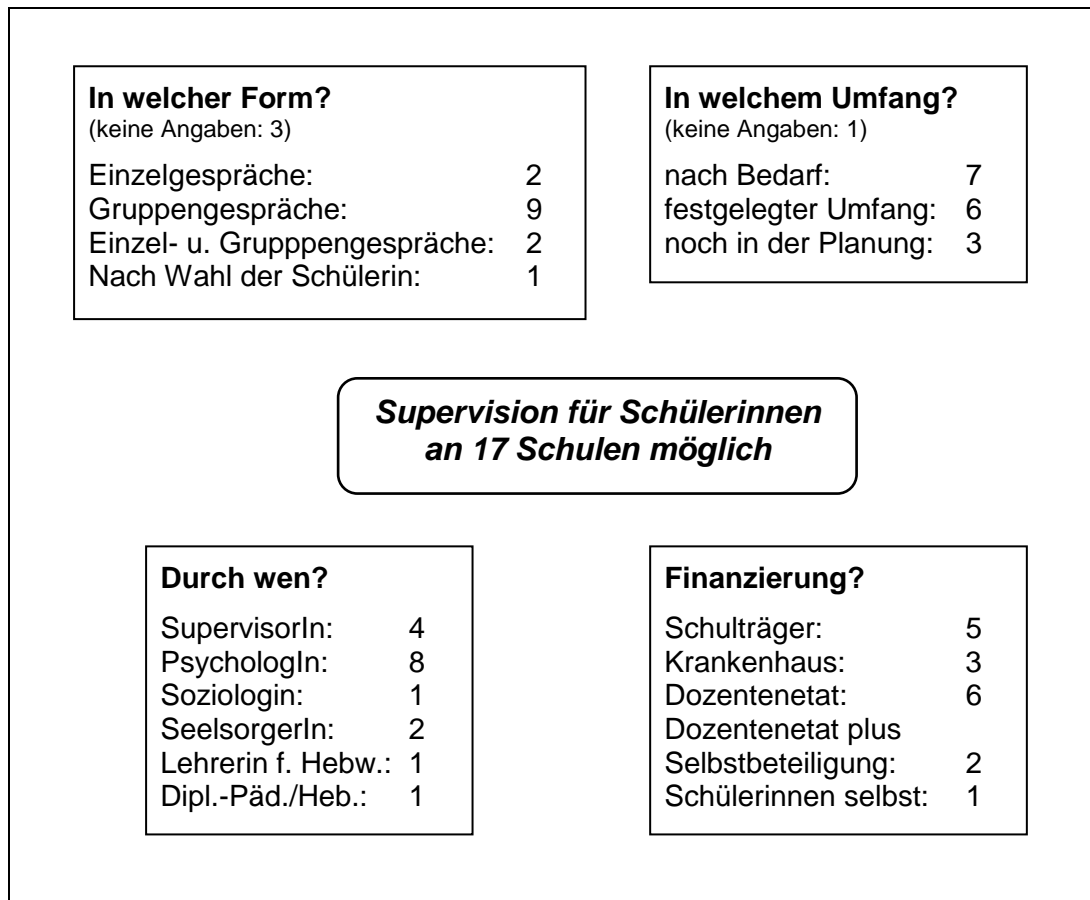 In welcher Form?
(keine Angaben: 3)
Einzelgespräche: 2
Gruppengespräche: 9
Einzel- u. Grupppengespräche: 2
Nach Wahl der Schülerin: 1
In welchem Umfang?
(keine Angaben: 1)
nach Bedarf: 7
festgelegter Umfang: 6
noch in der Planung: 3
Supervision für Schülerinnen
an 17 Schulen möglich
Durch wen?
SupervisorIn: 4
PsychologIn: 8
Soziologin: 1
SeelsorgerIn: 2
Lehrerin f. Hebw.: 1
Dipl.-Päd./Heb.: 1
Finanzierung?
Schulträger: 5
Krankenhaus: 3
Dozentenetat: 6
Dozentenetat plus
Selbstbeteiligung: 2
Schülerinnen selbst: 1